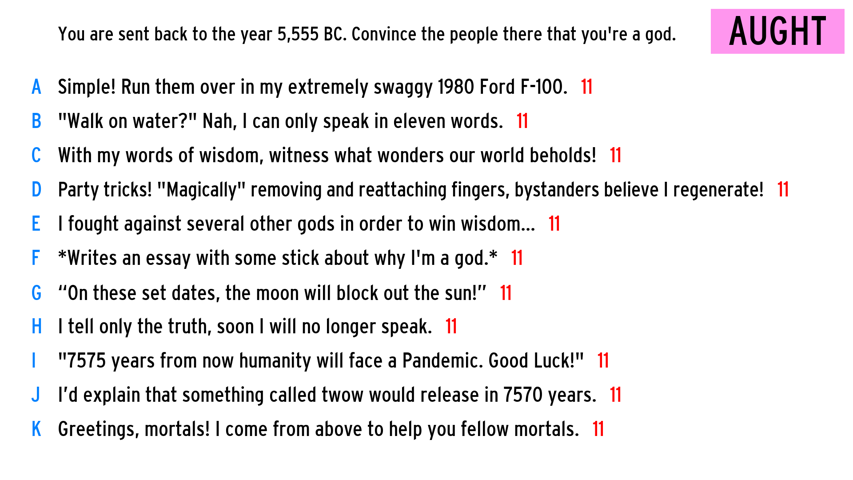 You are sent back to the year 5,555 BC. Convince the people there that you're a god.
AUGHT
A Simple! Run them over in my extremely swaggy 1980 Ford F-100. 11
B "Walk on water?" Nah, I can only speak in eleven words. 11
C With my words of wisdom, witness what wonders our world beholds! 11
D Party tricks! "Magically" removing and reattaching fingers, bystanders believe I regenerate! 11
E I fought against several other gods in order to win wisdom... 11
F *Writes an essay with some stick about why I'm a god.* 11
G “On these set dates, the moon will block out the sun!” 11
H I tell only the truth, soon I will no longer speak. 11
I "7575 years from now humanity will face a Pandemic. Good Luck!" 11
J I’d explain that something called twow would release in 7570 years. 11
K Greetings, mortals! I come from above to help you fellow mortals. 11